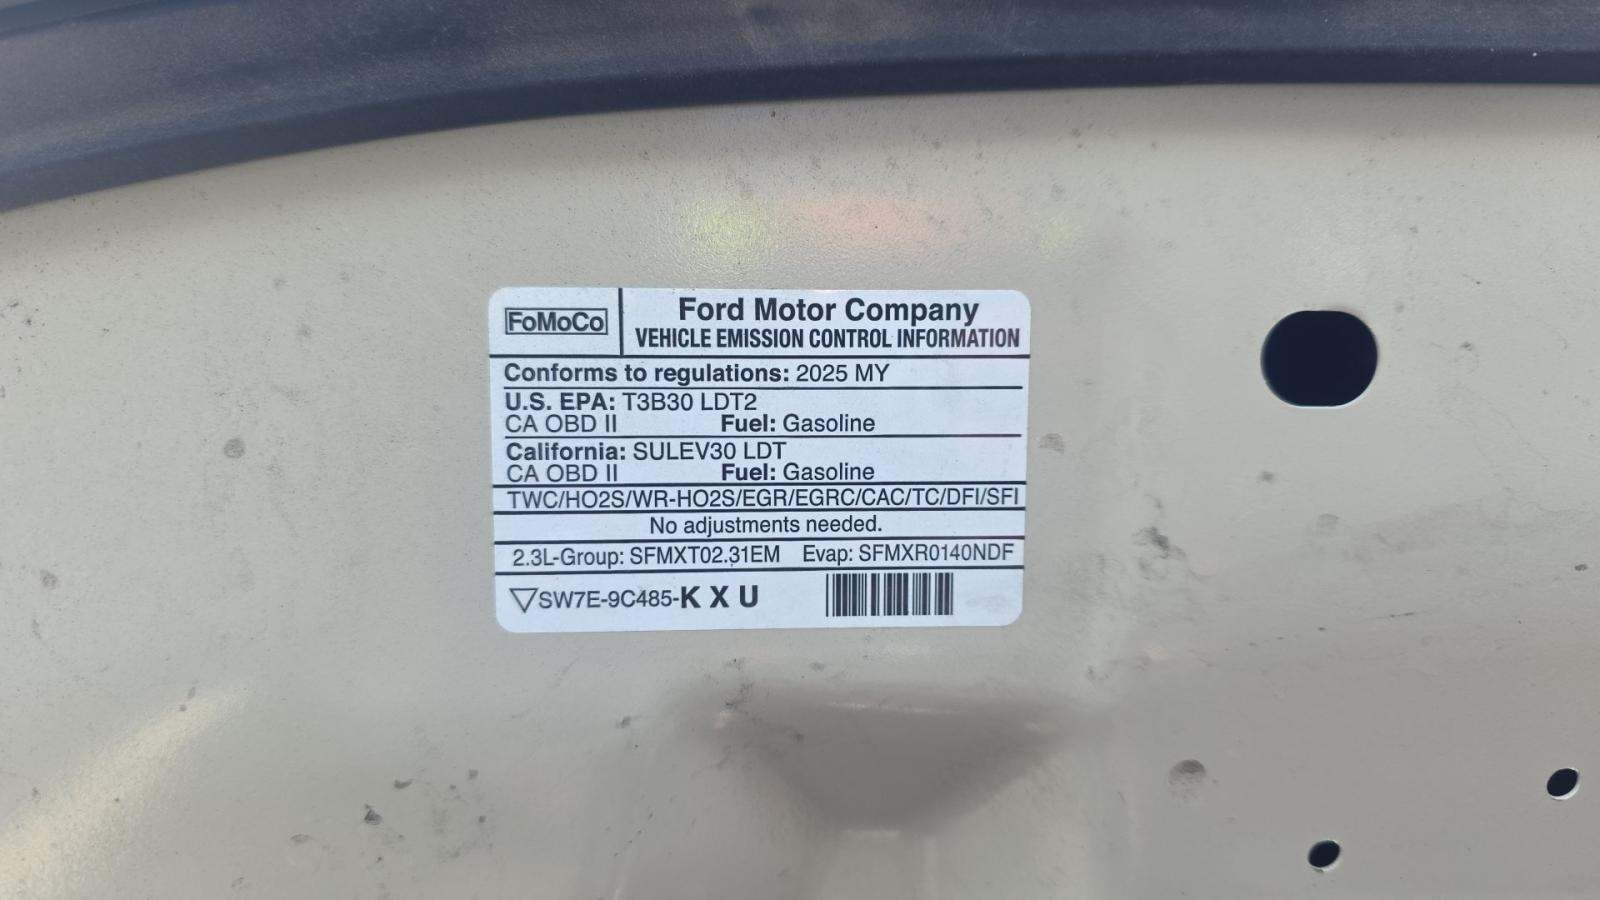 FoMoCo
Ford Motor Company
VEHICLE EMISSION CONTROL INFORMATION
Conforms to regulations: 2025 MY
U.S. EPA: T3B30 LDT2
CA OBD II Fuel: Gasoline
California: SULEV30 LDT
CA OBD II Fuel: Gasoline
TWC/HO2S/WR-HO2S/EGR/EGRC/CAC/TC/DFI/SFI
No adjustments needed.
2.3L-Group: SFMXT02.31EM Evap: SFMXR0140NDF
SW7E-9C485-K X U